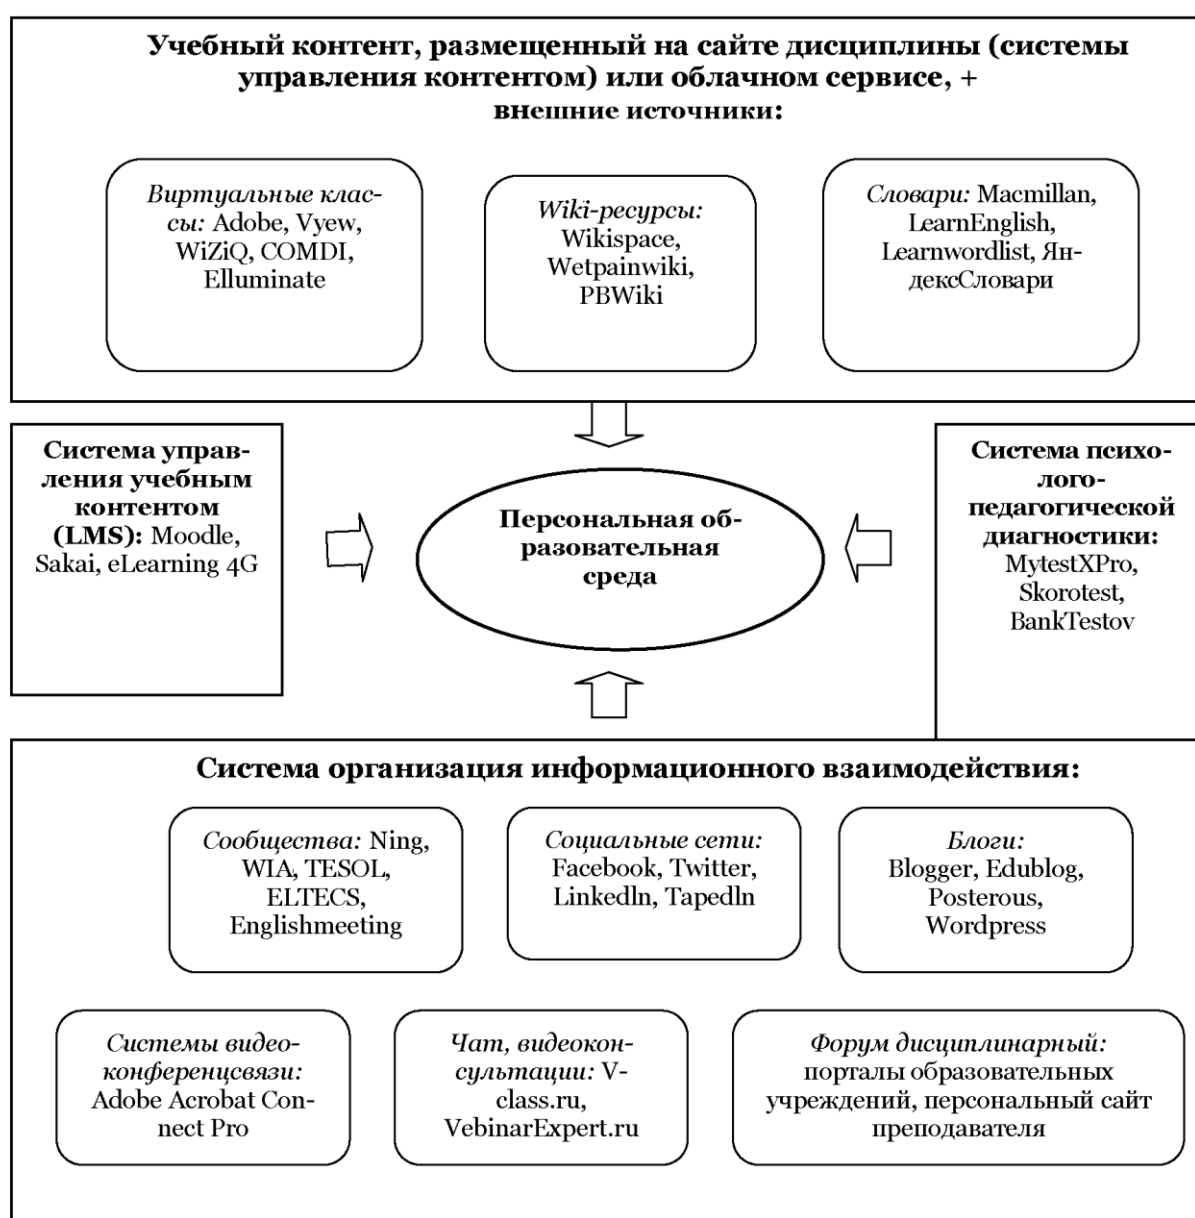 Учебный контент, размещенный на сайте дисциплины (системы
управления контентом) или облачном сервисе, +
внешние источники:
Виртуальные клас-
сы: Adobe, Vyew,
WiZiQ, COMDI,
Elluminate
Wiki-ресурсы:
Wikispace,
Wetpainwiki,
PBWiki
Словари: Macmillan,
LearnEnglish,
Learnwordlist, Ян-
дексСловари
Система управ-
ления учебным
контентом
(LMS): Moodle,
Sakai, eLearning 4G
Персональная об-
разовательная
среда
Система психо-
лого-
педагогической
диагностики:
MytestXPro,
Skorotest,
BankTestov
Система организация информационного взаимодействия:
Сообщества: Ning,
WIA, TESOL,
ELTECS,
Englishmeeting
Социальные сети:
Facebook, Twitter,
Linkedln, Tapedln
Блоги:
Blogger, Edublog,
Posterous,
Wordpress
Системы видео-
конференцсвязи:
Adobe Acrobat Con-
nect Pro
Чат, видеокон-
сультации: V-
class.ru,
VebinarExpert.ru
Форум дисциплинарный:
порталы образовательных
учреждений, персональный сайт
преподавателя